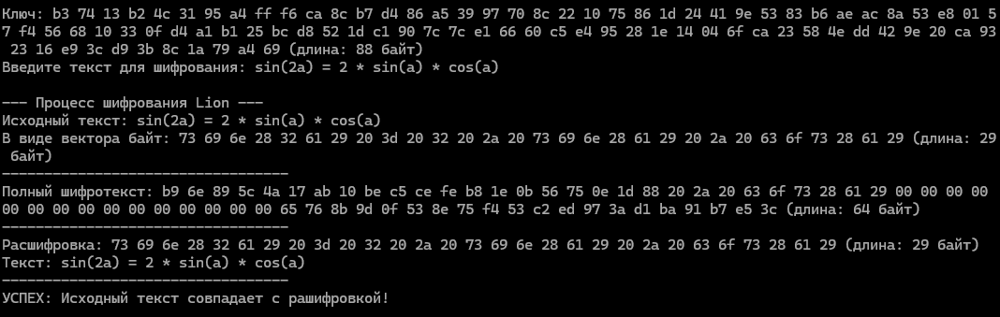 Ключ: b3 74 13 b2 4c 31 95 a4 ff f6 ca 8c b7 d4 86 a5 39 97 70 8c 22 10 75 86 1d 24 41 9e 53 83 b6 ae ac 8a 53 e8 01 5
7 f4 56 68 10 33 0f d4 a1 b1 25 bc d8 52 1d c1 90 7c 7c e1 66 60 c5 e4 95 28 1e 14 04 6f ca 23 58 4e dd 42 9e 20 ca 93
 23 16 e9 3c d9 3b 8c 1a 79 a4 69 (длина: 88 байт)
Введите текст для шифрования: sin(2a) = 2 * sin(a) * cos(a)

--- Процесс шифрования Lion ---
Исходный текст: sin(2a) = 2 * sin(a) * cos(a)
В виде вектора байт: 73 69 6e 28 32 61 29 20 3d 20 32 20 2a 20 73 69 6e 28 61 29 20 2a 20 63 6f 73 28 61 29 (длина: 29
 байт)
----------------------------------
Полный шифротекст: b9 6e 89 5c 4a 17 ab 10 be c5 ce fe b8 1e 0b 56 75 0e 1d 88 20 2a 20 63 6f 73 28 61 29 00 00 00 00
00 00 00 00 00 00 00 00 00 00 00 65 76 8b 9d 0f 53 8e 75 f4 53 c2 ed 97 3a d1 ba 91 b7 e5 3c (длина: 64 байт)
----------------------------------
Расшифровка: 73 69 6e 28 32 61 29 20 3d 20 32 20 2a 20 73 69 6e 28 61 29 20 2a 20 63 6f 73 28 61 29 (длина: 29 байт)
Текст: sin(2a) = 2 * sin(a) * cos(a)
------------------------------------
УСПЕХ: Исходный текст совпадает с рашифровкой!